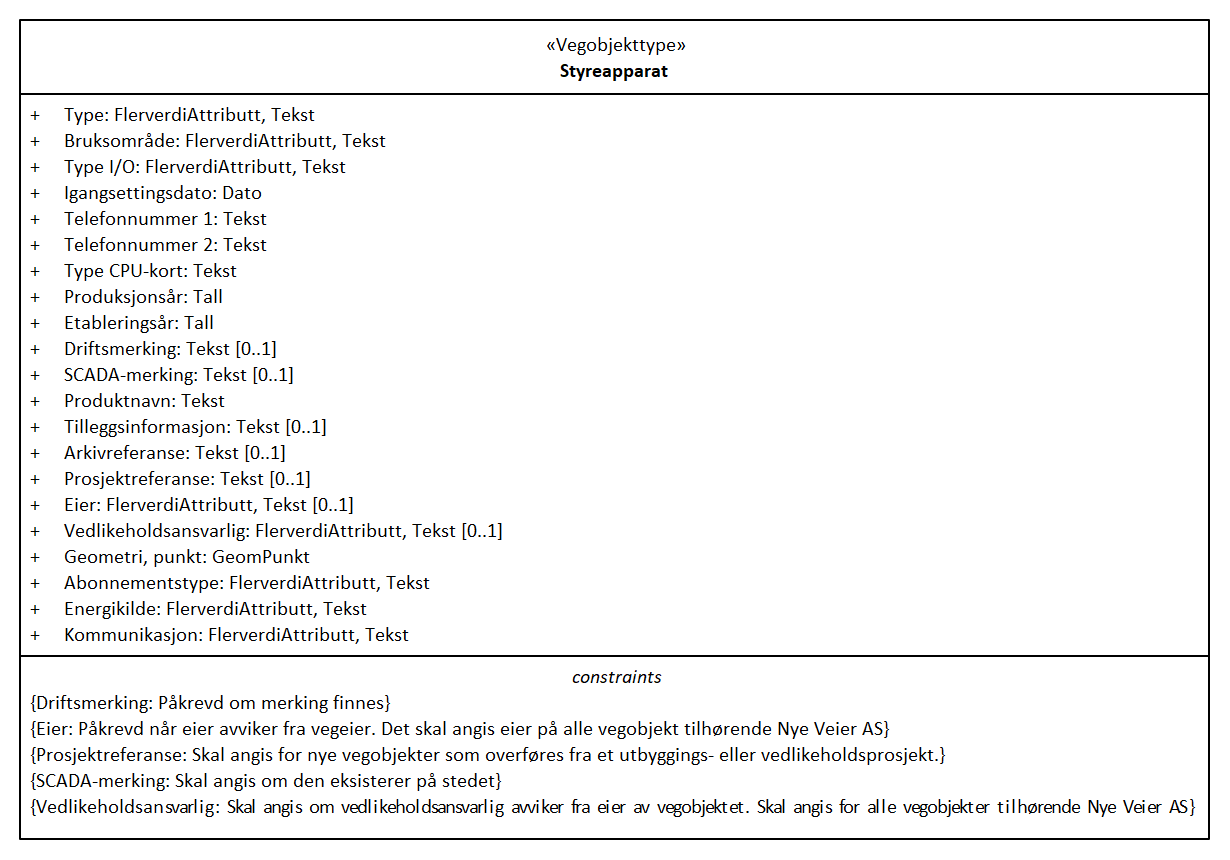 «Vegobjekttype»
Styreapparat
+ Type: FlerverdiAttributt, Tekst
+ Bruksområde: FlerverdiAttributt, Tekst
+ Type I/O: FlerverdiAttributt, Tekst
+ Igangsettingsdato: Dato
+ Telefonnummer 1: Tekst
+ Telefonnummer 2: Tekst
+ Type CPU-kort: Tekst
+ Produksjonsår: Tall
+ Etableringsår: Tall
+ Driftsmerking: Tekst [0..1]
+ SCADA-merking: Tekst [0..1]
+ Produktnavn: Tekst
+ Tilleggsinformasjon: Tekst [0..1]
+ Arkivreferanse: Tekst [0..1]
+ Prosjektreferanse: Tekst [0..1]
+ Eier: FlerverdiAttributt, Tekst [0..1]
+ Vedlikeholdsansvarlig: FlerverdiAttributt, Tekst [0..1]
+ Geometri, punkt: GeomPunkt
+ Abonnementstype: FlerverdiAttributt, Tekst
+ Energikilde: FlerverdiAttributt, Tekst
+ Kommunikasjon: FlerverdiAttributt, Tekst
constraints
{Driftsmerking: Påkrevd om merking finnes}
{Eier: Påkrevd når eier avviker fra vegeier. Det skal angis eier på alle vegobjekt tilhørende Nye Veier AS}
{Prosjektreferanse: Skal angis for nye vegobjekter som overføres fra et utbyggings- eller vedlikeholdsprosjekt.}
{SCADA-merking: Skal angis om den eksisterer på stedet}
{Vedlikeholdsansvarlig: Skal angis om vedlikeholdsansvarlig avviker fra eier av vegobjektet. Skal angis for alle vegobjekter tilhørende Nye Veier AS}